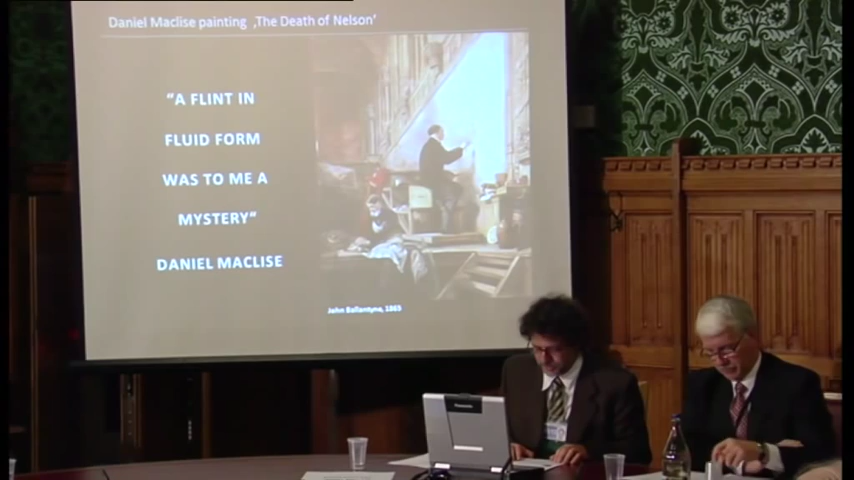 Daniel Maclise painting ‚The Death of Nelson'
"A FLINT IN
FLUID FORM
WAS TO ME A
MYSTERY"
DANIEL MACLISE
John Ballantyne, 1865
Panasonic